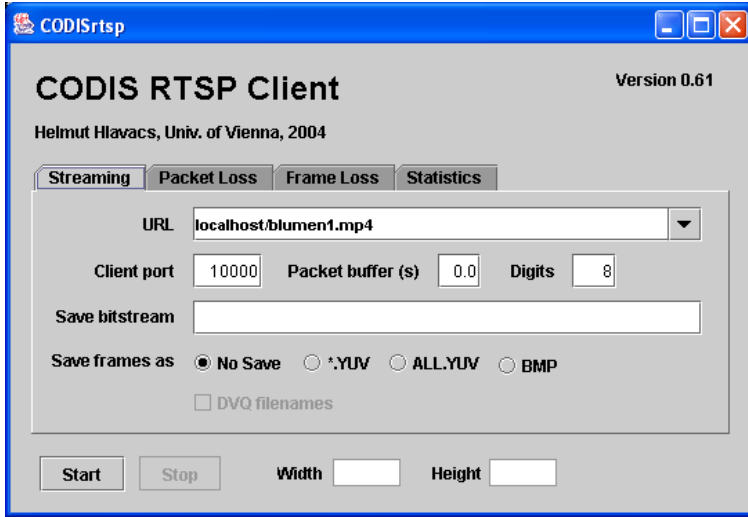 CODISrtsp
CODIS RTSP Client Version 0.61
Helmut Hlavacs, Univ. of Vienna, 2004
Streaming Packet Loss Frame Loss Statistics
URL localhost/blumen1.mp4
Client port 10000 Packet buffer (s) 0.0 Digits 8
Save bitstream
Save frames as No Save *.YUV ALL.YUV BMP
DVQ filenames
Start Stop Width Height